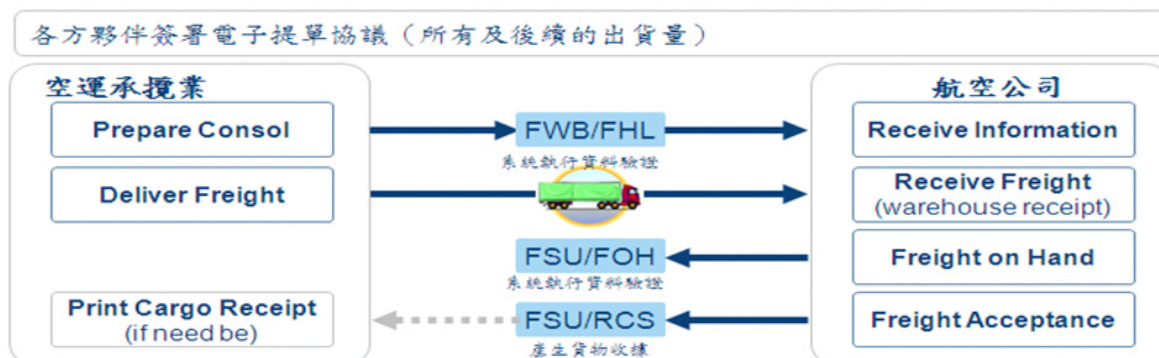 各方夥伴簽署電子提單協議（所有及後續的出貨量）
空運承攬業
航空公司
Prepare Consol
FWB/FHL
系統執行資料驗證
Receive Information
Deliver Freight
Receive Freight
(warehouse receipt)
FSU/FOH
系統執行資料驗證
Freight on Hand
Print Cargo Receipt
(if need be)
FSU/RCS
產生貨物收據
Freight Acceptance